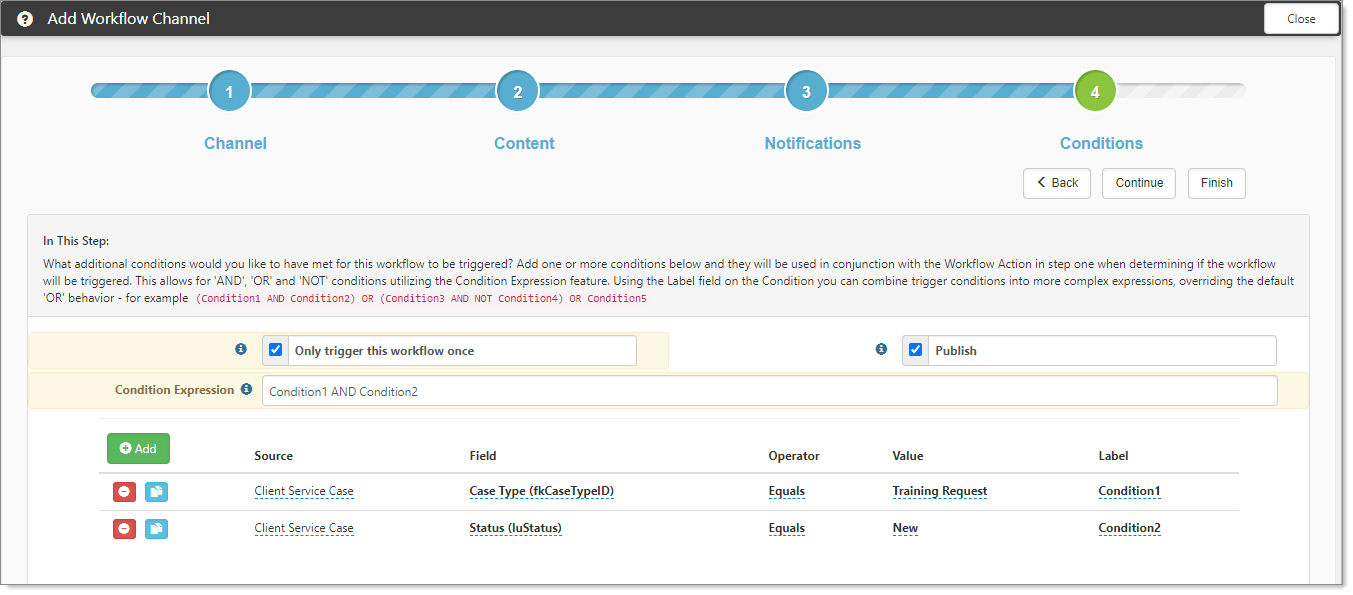 ? Add Workflow Channel
Close
1
2
3
4
Channel
Content
Notifications
Conditions
Back
Continue
Finish
In This Step:
What additional conditions would you like to have met for this workflow to be triggered? Add one or more conditions below and they will be used in conjunction with the Workflow Action in step one when determining if the workflow
will be triggered. This allows for 'AND', 'OR' and 'NOT' conditions utilizing the Condition Expression feature. Using the Label field on the Condition you can combine trigger conditions into more complex expressions, overriding the default
'OR' behavior - for example (Condition1 AND Condition2) OR (Condition3 AND NOT Condition4) OR Condition5
i Only trigger this workflow once
i Publish
Condition Expression i Condition1 AND Condition2
Add Source Field Operator Value Label
Client Service Case Case Type (fkCaseTypeID) Equals Training Request Condition1
Client Service Case Status (luStatus) Equals New Condition2